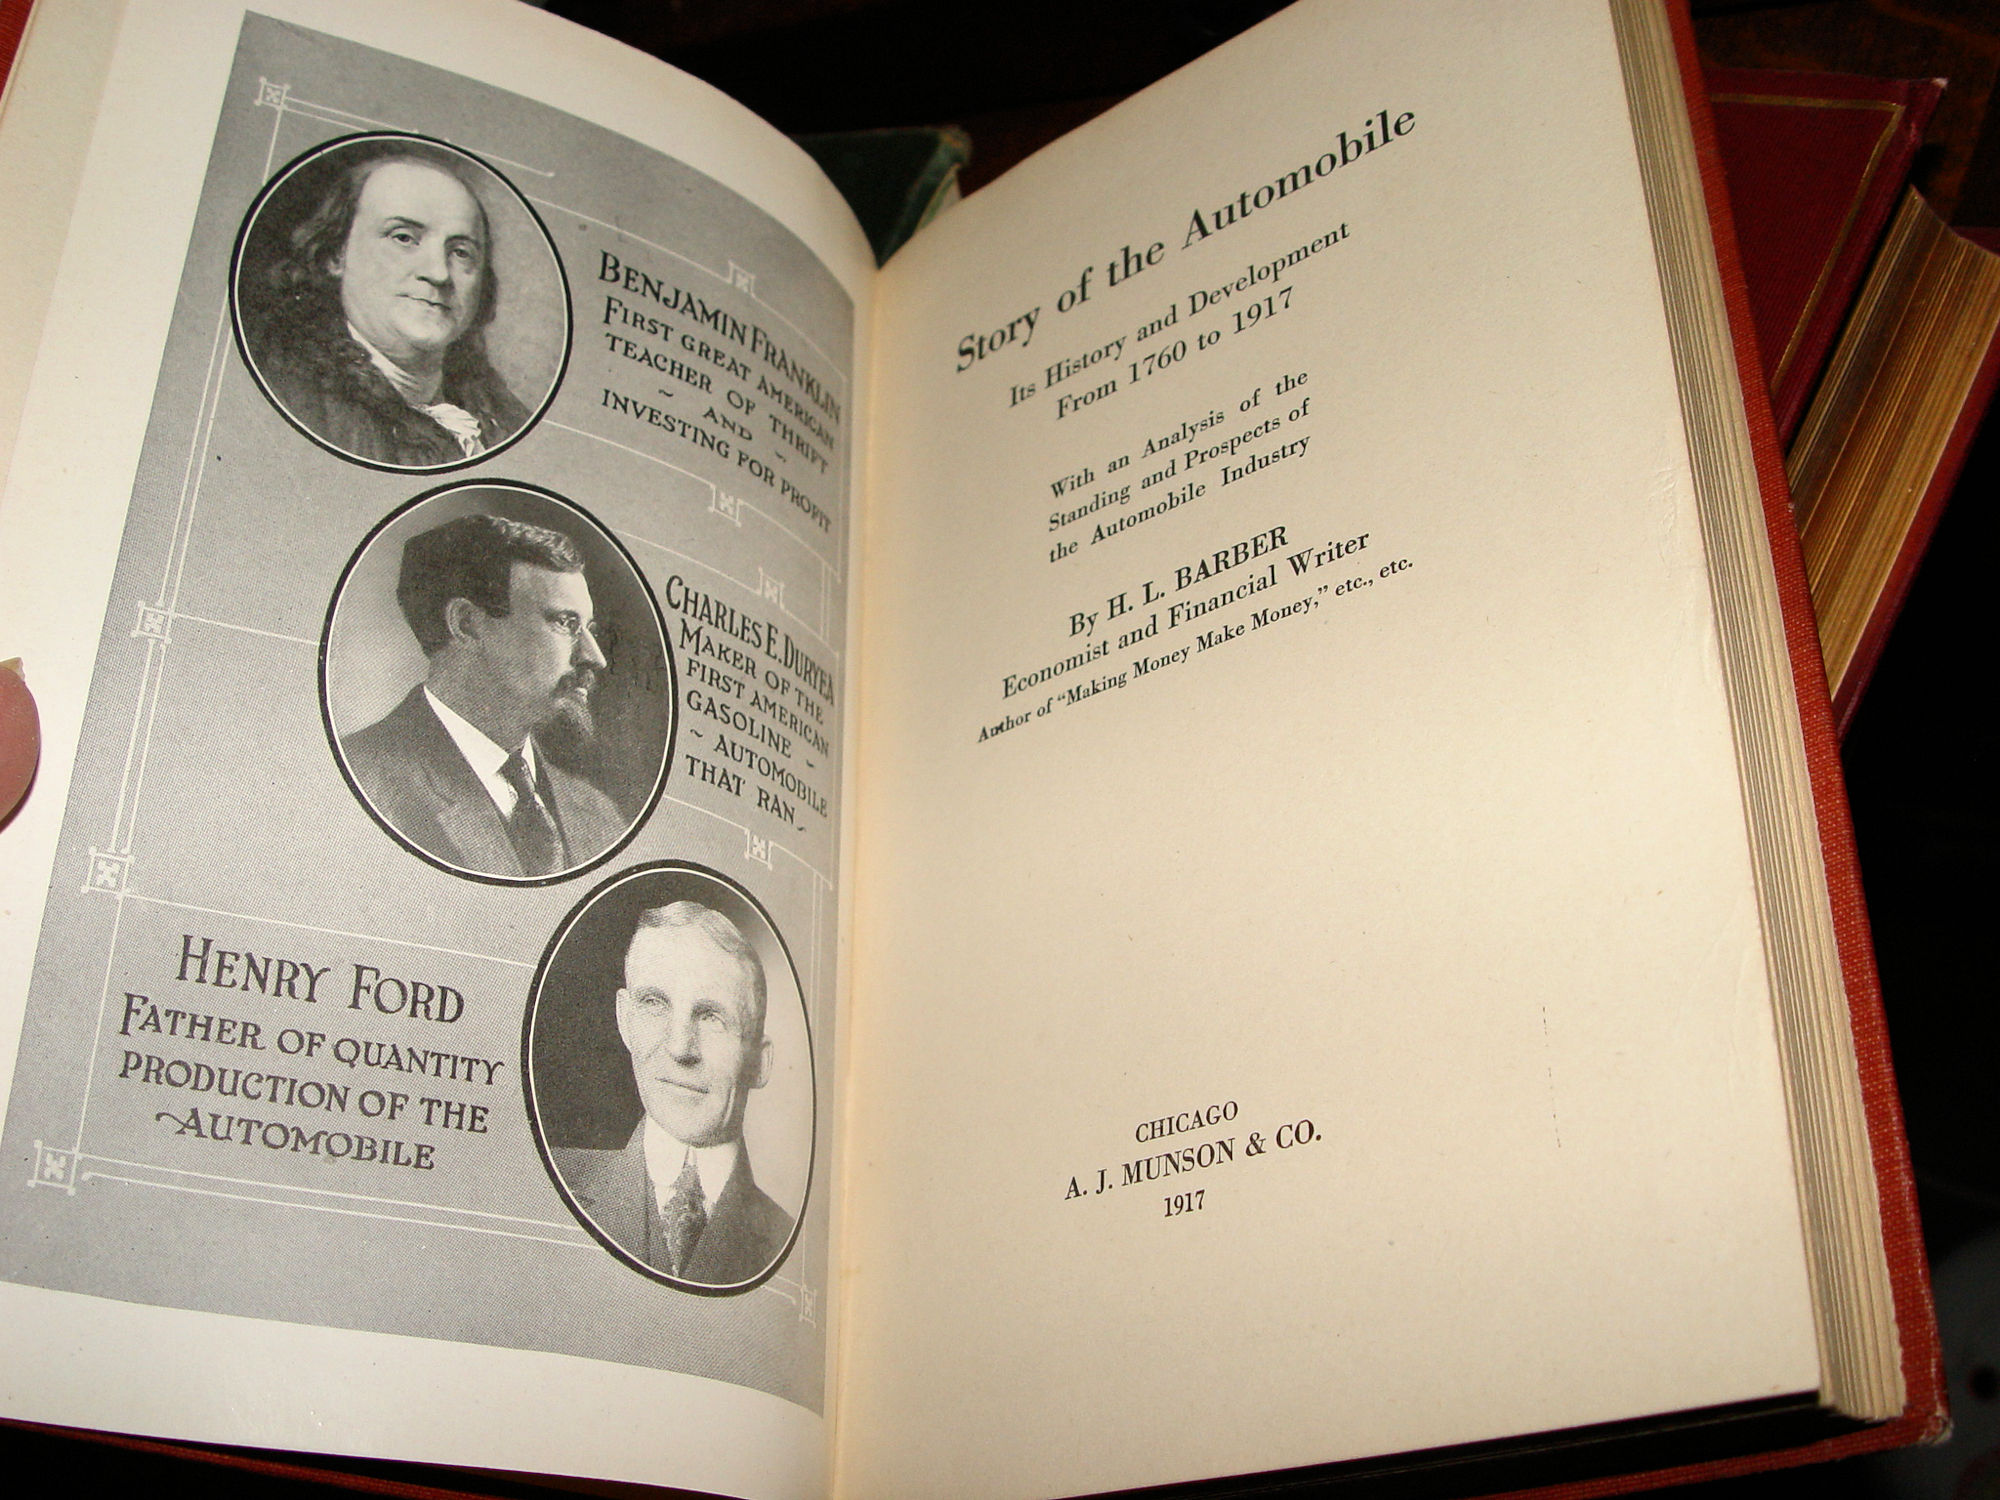 BENJAMIN FRANKLIN
FIRST GREAT AMERICAN
TEACHER OF THRIFT
~ AND ~
INVESTING FOR PROFIT
CHARLES E. DURYEA
MAKER OF THE
FIRST AMERICAN
GASOLINE ~
~ AUTOMOBILE
THAT RAN ~
HENRY FORD
FATHER OF QUANTITY
PRODUCTION OF THE
~AUTOMOBILE
Story of the Automobile
Its History and Development
From 1760 to 1917
With an Analysis of the
Standing and Prospects of
the Automobile Industry
By H. L. BARBER
Economist and Financial Writer
Author of “Making Money Make Money,” etc., etc.
CHICAGO
A. J. MUNSON & CO.
1917